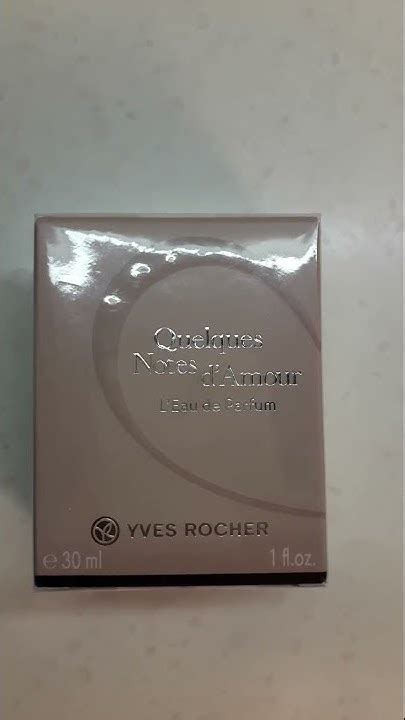 Quelques
Notes d'Amour
L'Eau de Parfum
YVES ROCHER
℮ 30 ml 1 fl.oz.